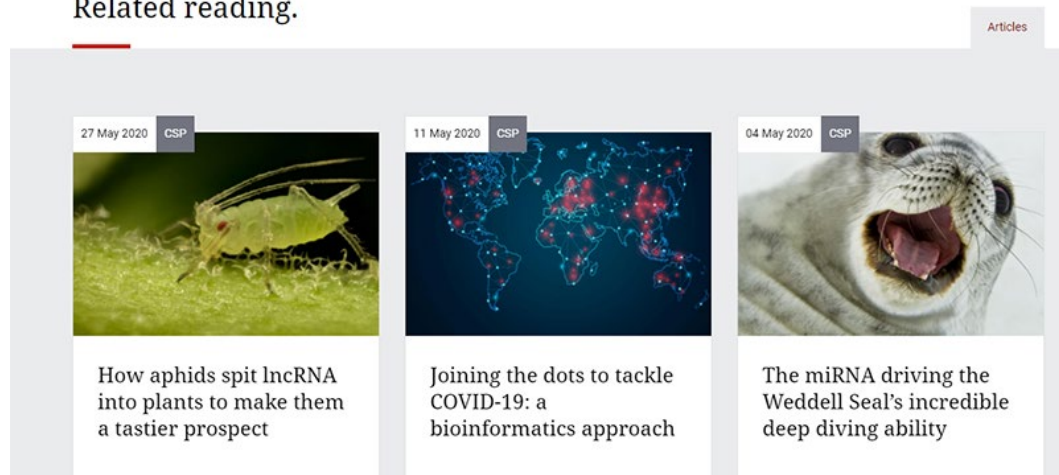 Related reading.
Articles
27 May 2020 CSP
How aphids spit lncRNA
into plants to make them
a tastier prospect
11 May 2020 CSP
Joining the dots to tackle
COVID-19: a
bioinformatics approach
04 May 2020 CSP
The miRNA driving the
Weddell Seal’s incredible
deep diving ability